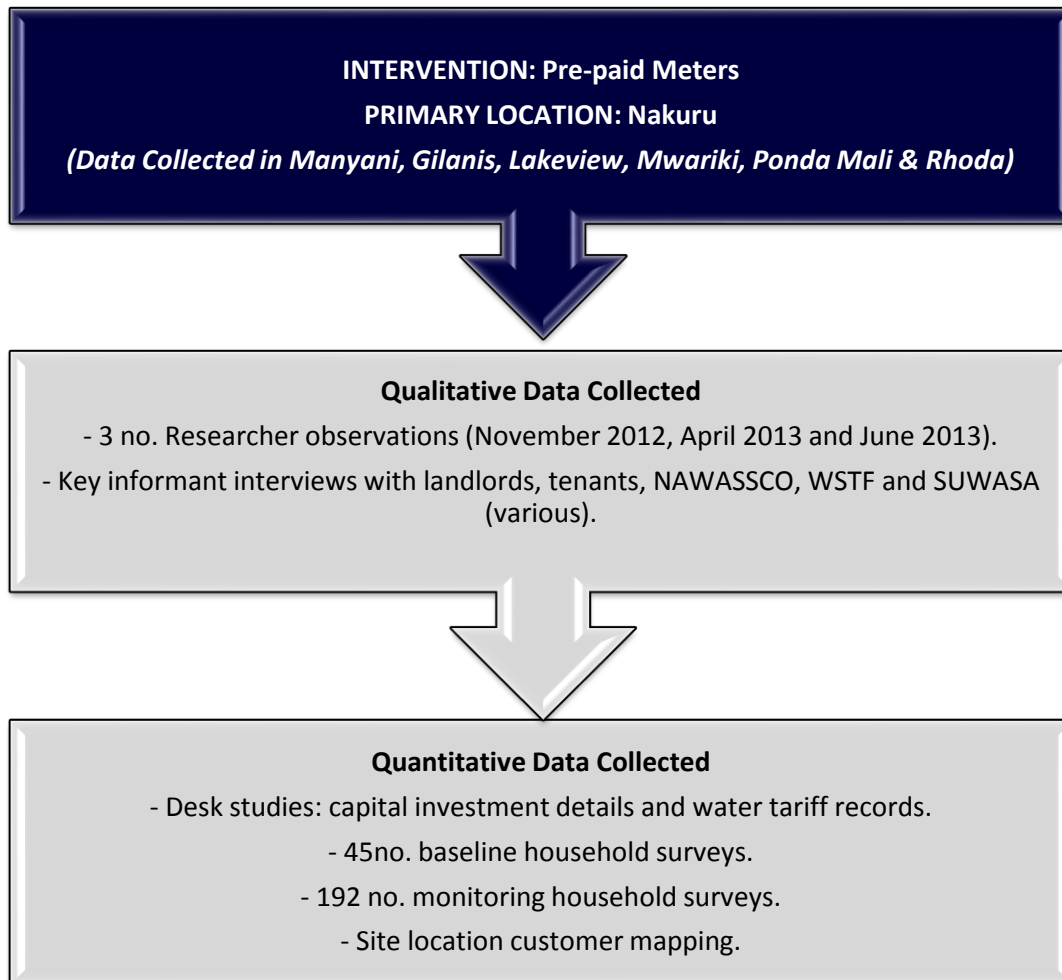 INTERVENTION: Pre-paid Meters
PRIMARY LOCATION: Nakuru
(Data Collected in Manyani, Gilanis, Lakeview, Mwariki, Ponda Mali & Rhoda)
Qualitative Data Collected
- 3 no. Researcher observations (November 2012, April 2013 and June 2013).
- Key informant interviews with landlords, tenants, NAWASSCO, WSTF and SUWASA
(various).
Quantitative Data Collected
- Desk studies: capital investment details and water tariff records.
- 45no. baseline household surveys.
- 192 no. monitoring household surveys.
- Site location customer mapping.